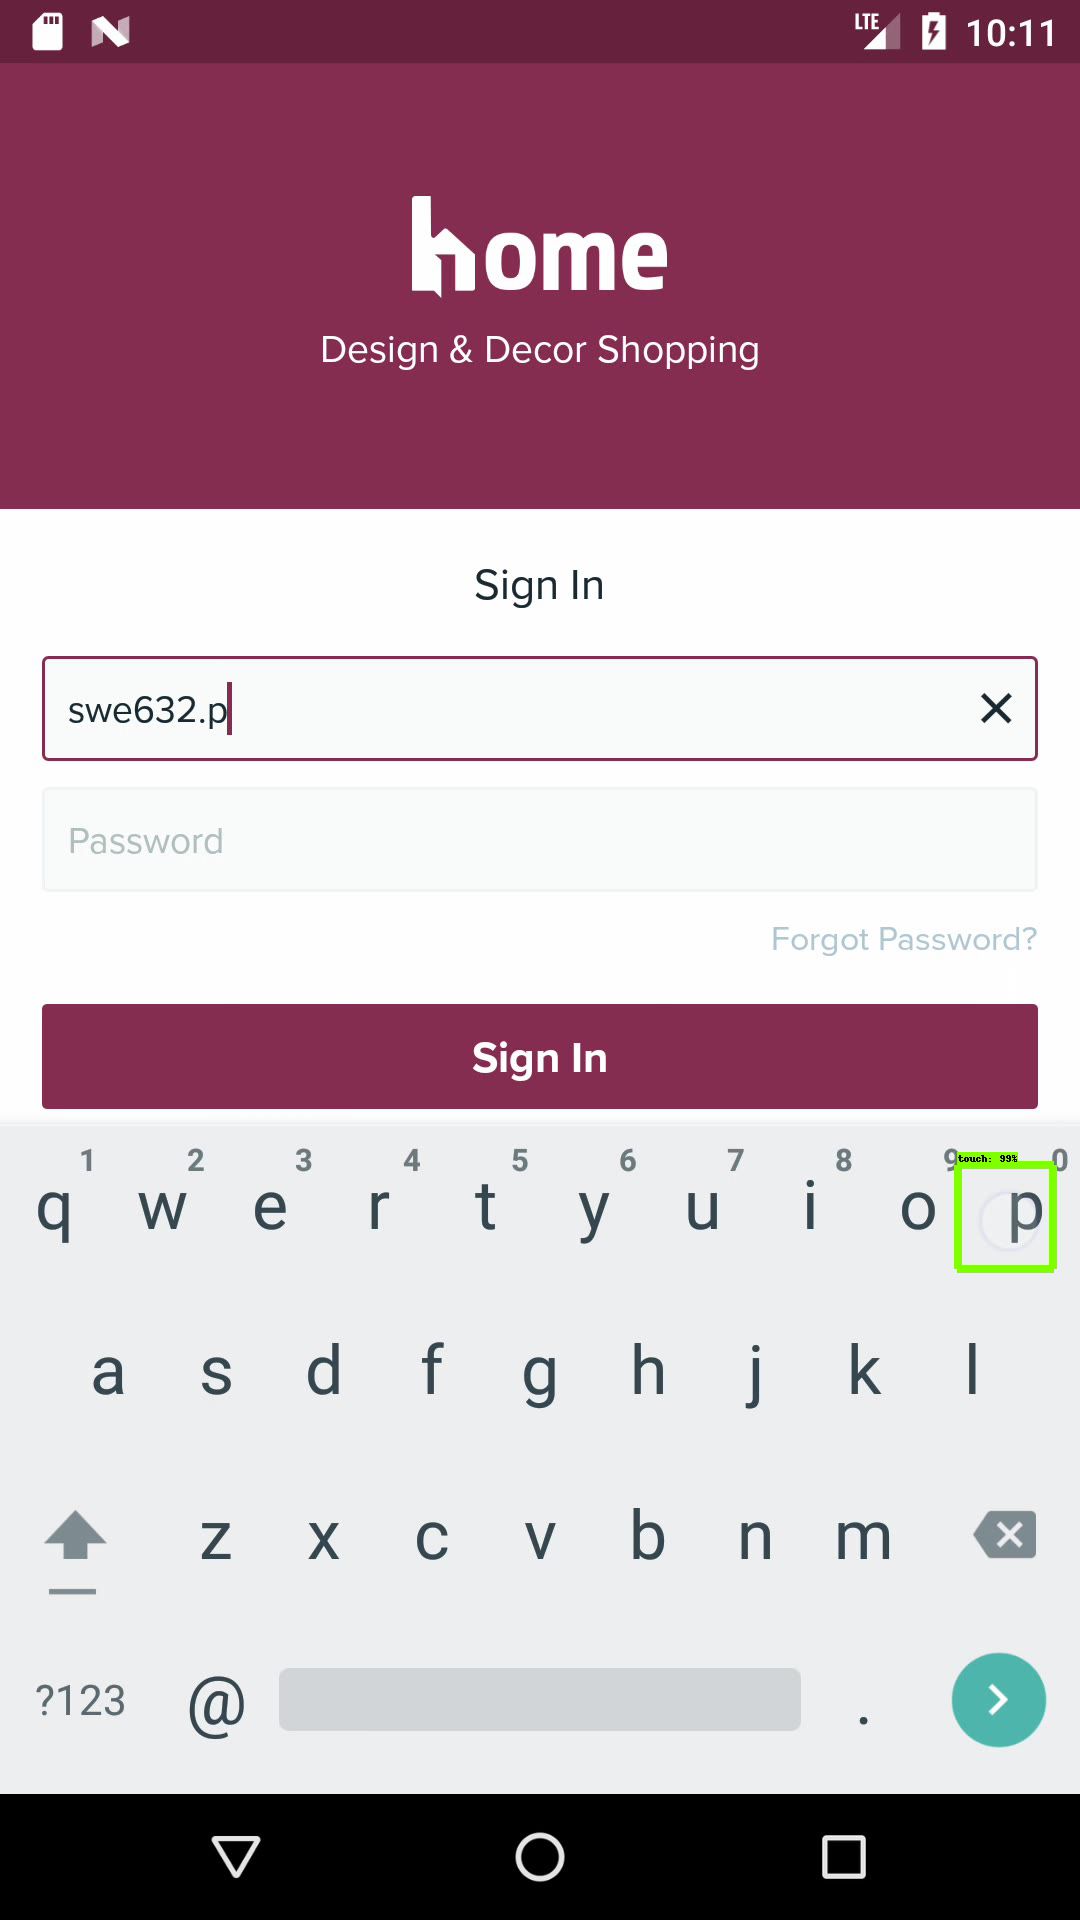 LTE 10:11
home
Design & Decor Shopping
Sign In
swe632.p
Password
Forgot Password?
Sign In
1 2 3 4 5 6 7 8 9 0
touch: 99%
q w e r t y u i o p
a s d f g h j k l
z x c v b n m
?123 @ .